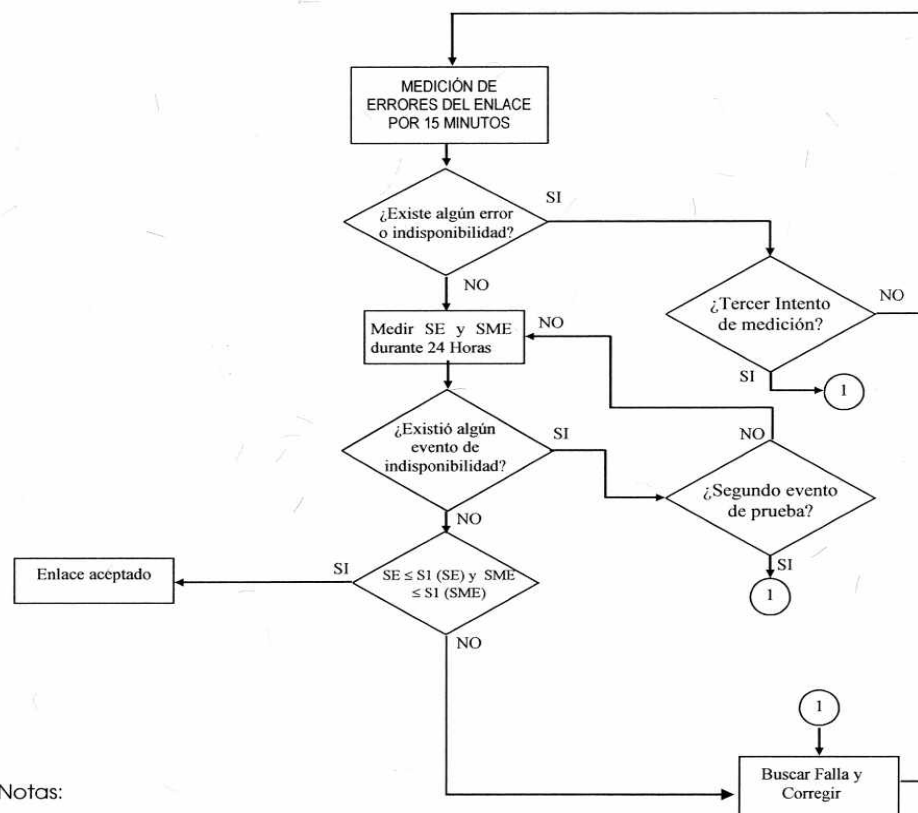 MEDICIÓN DE
ERRORES DEL ENLACE
POR 15 MINUTOS
¿Existe algún error
o indisponibilidad?
SI
NO
¿Tercer Intento
de medición?
NO
SI
1
Medir SE y SME
durante 24 Horas
NO
¿Existió algún
evento de
indisponibilidad?
SI
NO
NO
¿Segundo evento
de prueba?
SI
1
SE ≤ S1 (SE) y SME
≤ S1 (SME)
SI
Enlace aceptado
NO
1
Buscar Falla y
Corregir
Notas: